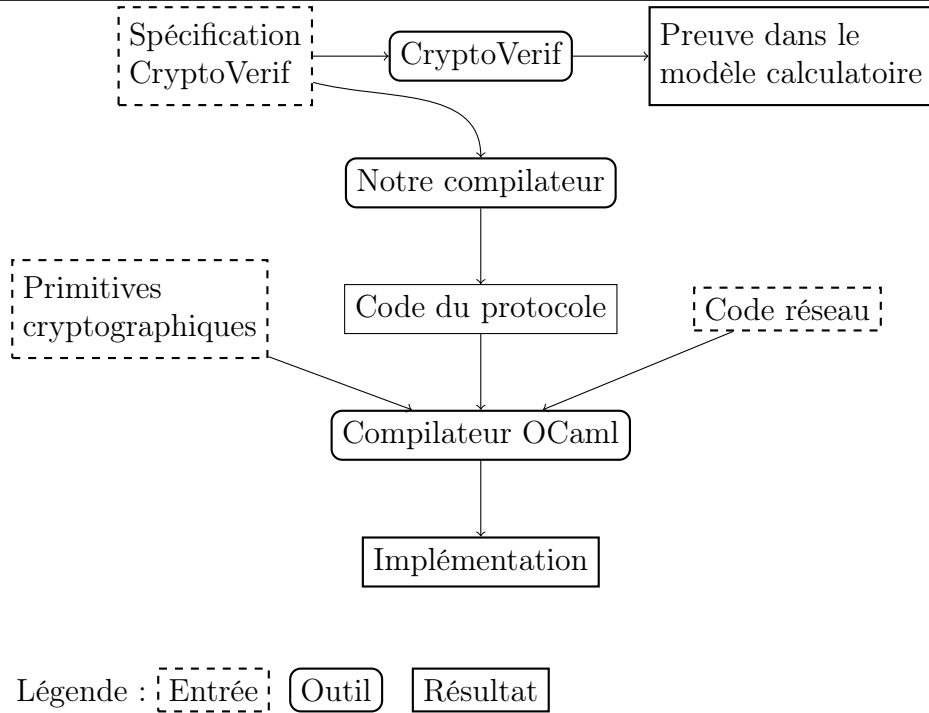 Spécification
CryptoVerif
CryptoVerif
Preuve dans le
modèle calculatoire
Notre compilateur
Primitives
cryptographiques
Code du protocole
Code réseau
Compilateur OCaml
Implémentation
Légende : Entrée Outil Résultat